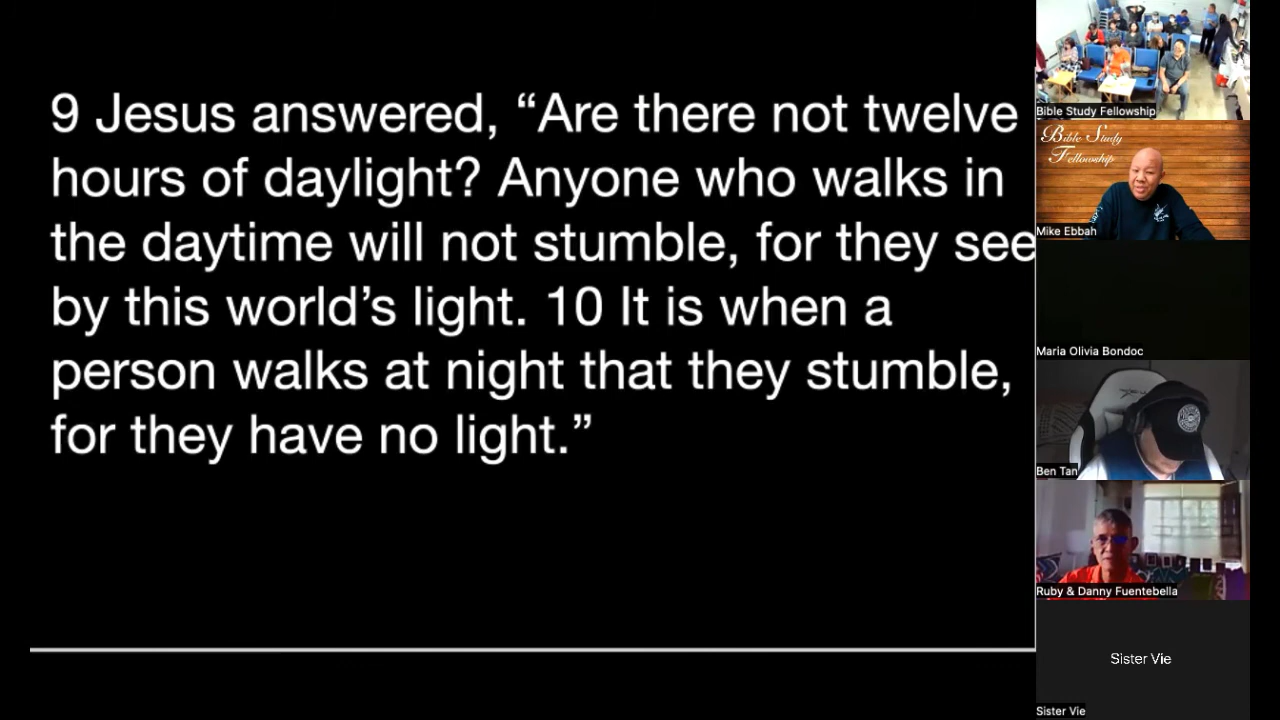 9 Jesus answered, “Are there not twelve
hours of daylight? Anyone who walks in
the daytime will not stumble, for they see
by this world’s light. 10 It is when a
person walks at night that they stumble,
for they have no light.”
Bible Study Fellowship
Bible Study
Fellowship
Mike Ebbah
Maria Olivia Bondoc
Ben Tan
Ruby & Danny Fuentebella
Sister Vie
Sister Vie